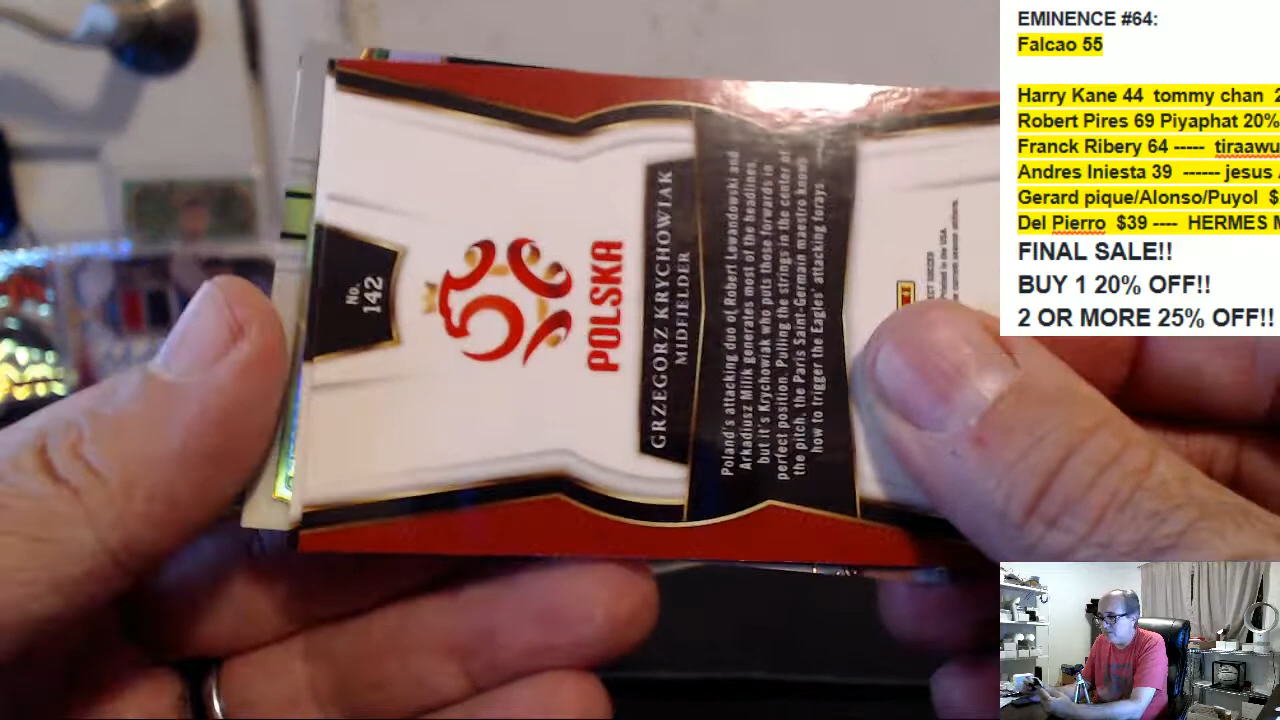 EMINENCE #64:
Falcao 55
Harry Kane 44 tommy chan 2
Robert Pires 69 Piyaphat 20%
Franck Ribery 64 ----- tiraawu
Andres Iniesta 39 ------ jesus
Gerard pique/Alonso/Puyol $
Del Pierro $39 ---- HERMES M
FINAL SALE!!
BUY 1 20% OFF!!
2 OR MORE 25% OFF!!
No.
142
POLSKA
GRZEGORZ KRYCHOWIAK
MIDFIELDER
Poland's attacking duo of Robert Lewandowski and
Arkadiusz Milik generates most of the headlines,
but it's Krychowiak who puts those forwards in
perfect position. Pulling the strings in the center of
the pitch, the Paris Saint-Germain maestro knows
how to trigger the Eagles' attacking forays.